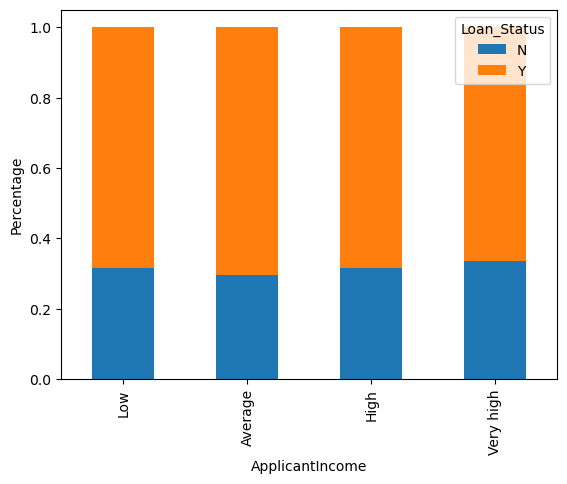 Loan_Status
N
Y
Percentage
1.0
0.8
0.6
0.4
0.2
0.0
Low
Average
High
Very high
ApplicantIncome